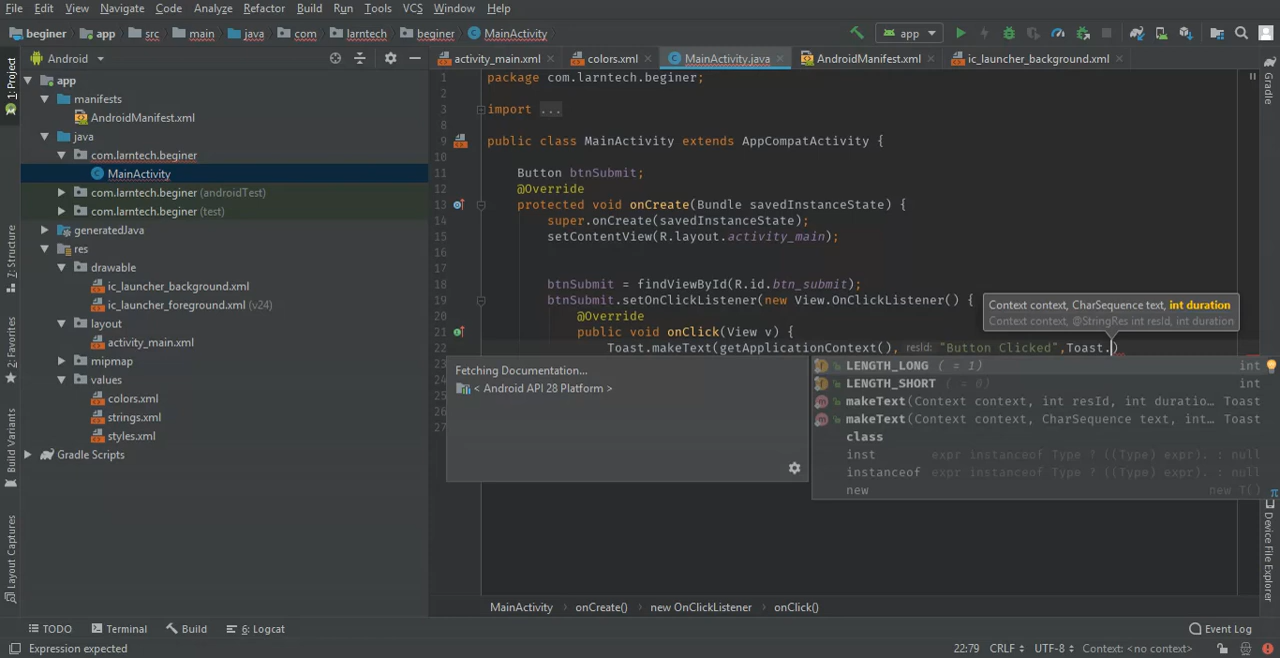 File Edit View Navigate Code Analyze Refactor Build Run Tools VCS Window Help
beginer app src main java com larntech beginer MainActivity app
1: Project
Android
activity_main.xml colors.xml MainActivity.java AndroidManifest.xml ic_launcher_background.xml
Gradle
app
manifests
AndroidManifest.xml
java
com.larntech.beginer
MainActivity
com.larntech.beginer (androidTest)
com.larntech.beginer (test)
generatedJava
res
drawable
ic_launcher_background.xml
ic_launcher_foreground.xml (v24)
layout
activity_main.xml
mipmap
values
colors.xml
strings.xml
styles.xml
Gradle Scripts
7: Structure
2: Favorites
Build Variants
Layout Captures
1 package com.larntech.beginer;
2
3 import ...
8
9 public class MainActivity extends AppCompatActivity {
10
11 Button btnSubmit;
12 @Override
13 protected void onCreate(Bundle savedInstanceState) {
14 super.onCreate(savedInstanceState);
15 setContentView(R.layout.activity_main);
16
17
18 btnSubmit = findViewById(R.id.btn_submit);
19 btnSubmit.setOnClickListener(new View.OnClickListener() {
20 @Override
21 public void onClick(View v) {
22 Toast.makeText(getApplicationContext(), resId: "Button Clicked",Toast.)
Context context, CharSequence text, int duration
Context context, @StringRes int resId, int duration
Fetching Documentation...
< Android API 28 Platform >
LENGTH_LONG ( = 1) int
LENGTH_SHORT ( = 0) int
makeText(Context context, int resId, int duratio... Toast
makeText(Context context, CharSequence text, int... Toast
class
inst expr instanceof Type ? ((Type) expr). : null
instanceof expr instanceof Type ? ((Type) expr). : null
new new T()
π
27
Device File Explorer
MainActivity onCreate() new OnClickListener onClick()
TODO Terminal Build 6: Logcat Event Log
Expression expected 22:79 CRLF UTF-8 Context: <no context>